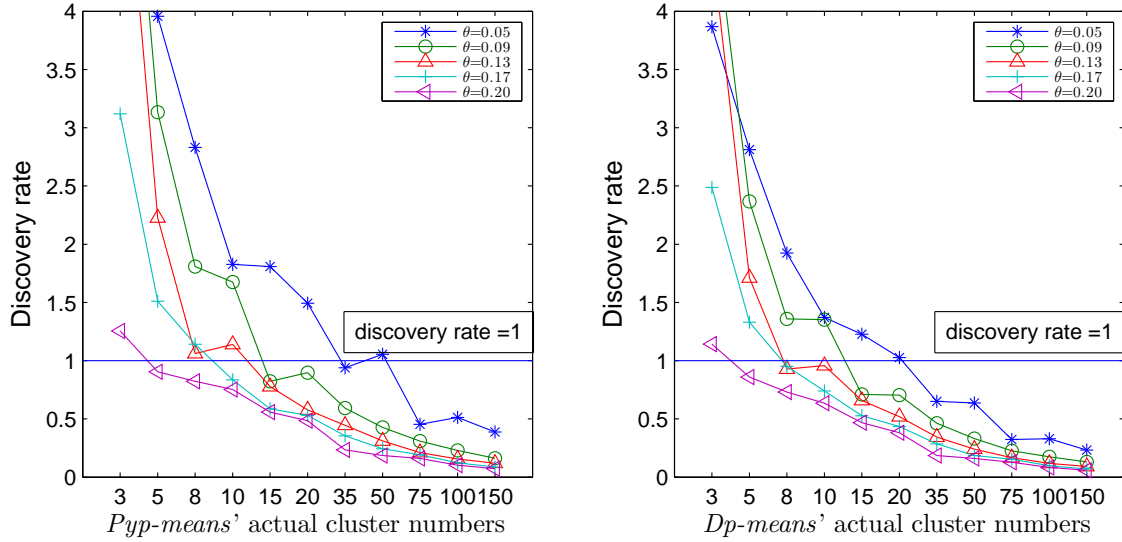 4
3.5
3
2.5
2
1.5
1
0.5
0
Discovery rate
θ=0.05
θ=0.09
θ=0.13
θ=0.17
θ=0.20
discovery rate =1
3 5 8 10 15 20 35 50 75 100 150
Pyp-means' actual cluster numbers
4
3.5
3
2.5
2
1.5
1
0.5
0
Discovery rate
θ=0.05
θ=0.09
θ=0.13
θ=0.17
θ=0.20
discovery rate =1
3 5 8 10 15 20 35 50 75 100 150
Dp-means' actual cluster numbers